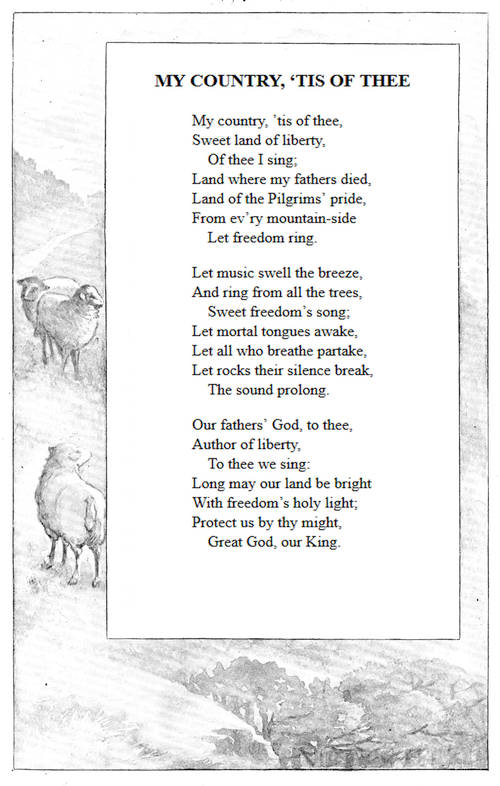 MY COUNTRY, ‘TIS OF THEE
My country, ’tis of thee,
Sweet land of liberty,
Of thee I sing;
Land where my fathers died,
Land of the Pilgrims’ pride,
From ev’ry mountain-side
Let freedom ring.
Let music swell the breeze,
And ring from all the trees,
Sweet freedom’s song;
Let mortal tongues awake,
Let all who breathe partake,
Let rocks their silence break,
The sound prolong.
Our fathers’ God, to thee,
Author of liberty,
To thee we sing:
Long may our land be bright
With freedom’s holy light;
Protect us by thy might,
Great God, our King.